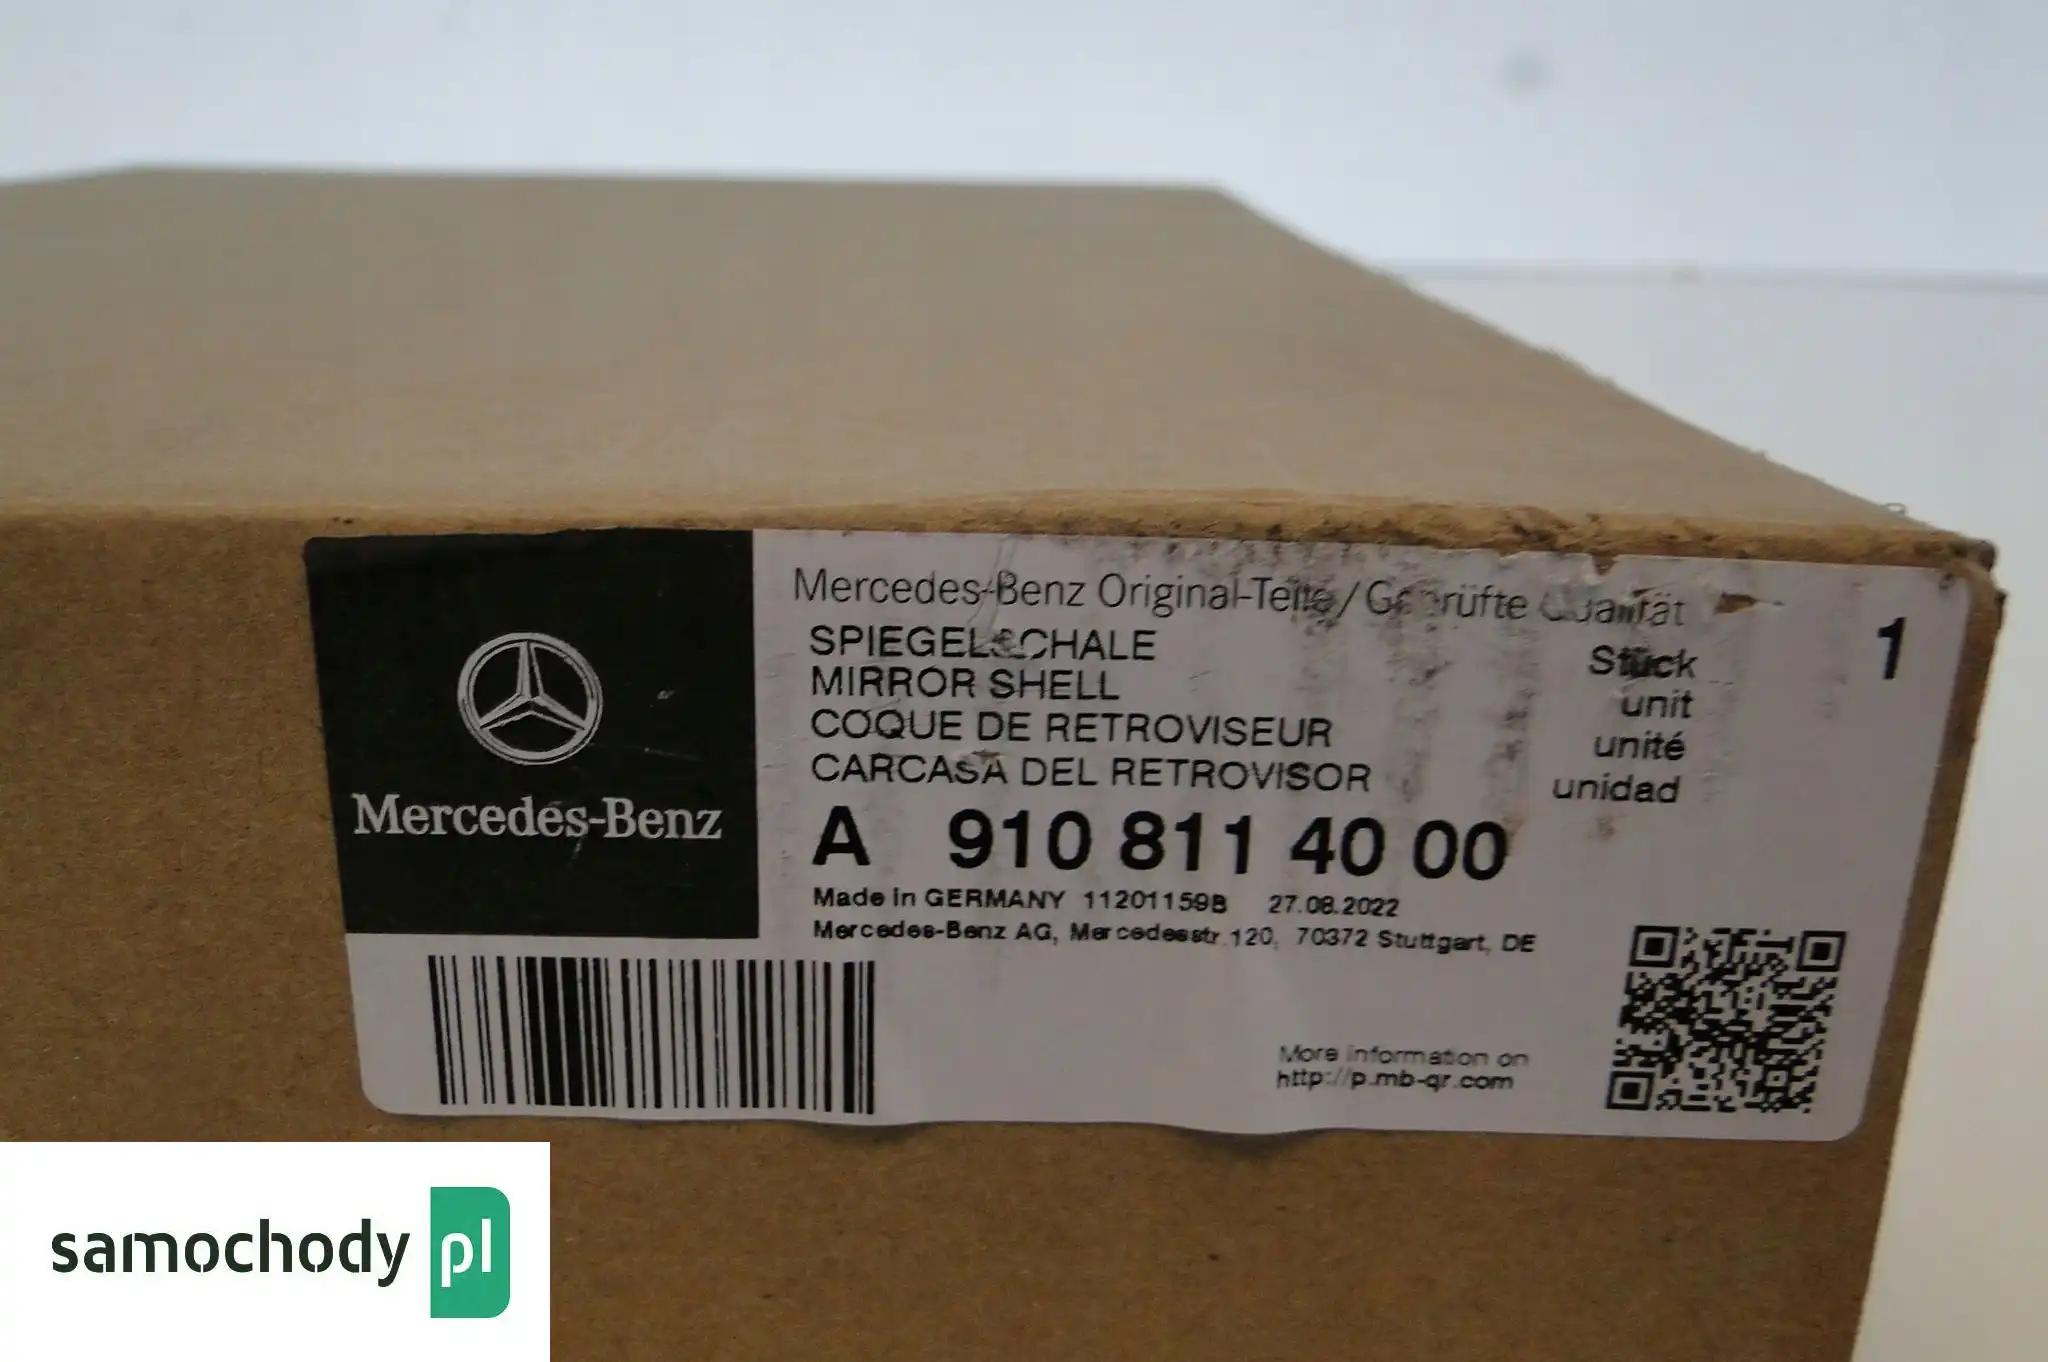 Mercedes-Benz
Mercedes-Benz Original-Teile/Geprüfte Qualität
SPIEGELSCHALE Stück 1
MIRROR SHELL unit
COQUE DE RETROVISEUR unité
CARCASA DEL RETROVISOR unidad
A 910 811 40 00
Made in GERMANY 11201159B 27.08.2022
Mercedes-Benz AG, Mercedesstr.120, 70372 Stuttgart, DE
More information on
http://p.mb-qr.com
samochody pl